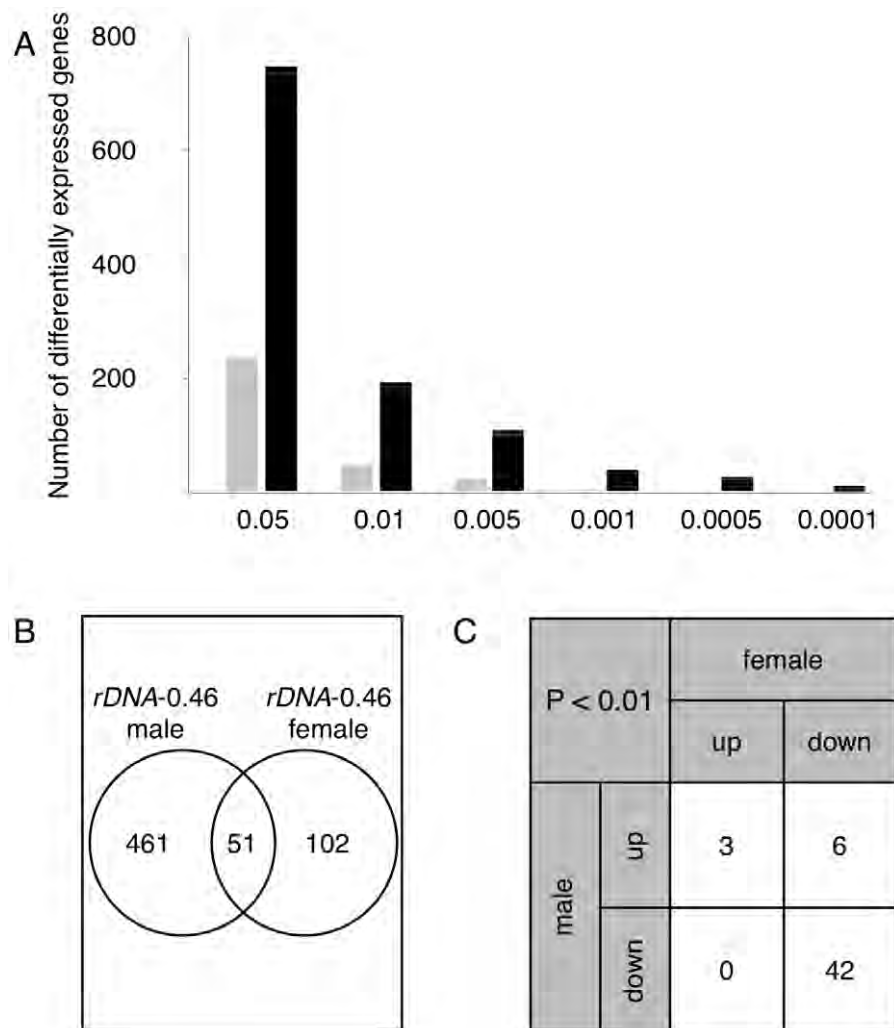 A
Number of differentially expressed genes
800
600
400
200
0.05 0.01 0.005 0.001 0.0005 0.0001
B
rDNA-0.46 male
rDNA-0.46 female
461 51 102
C
P < 0.01
female
up down
male
up 3 6
down 0 42